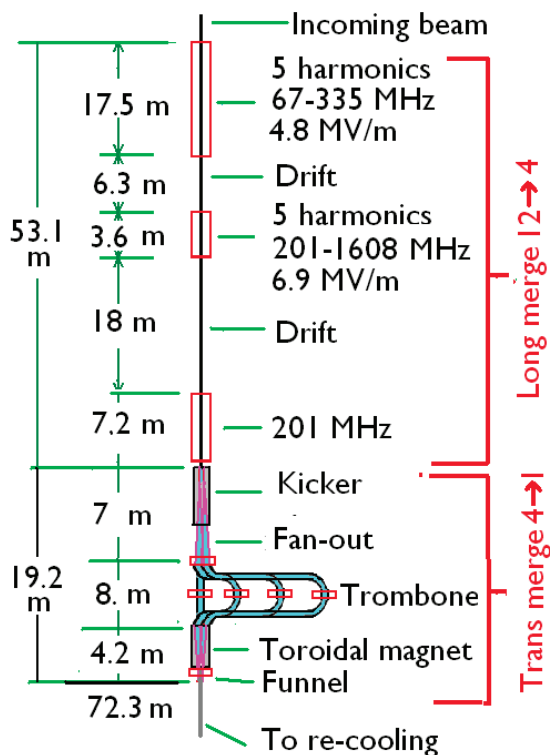 Incoming beam
5 harmonics
67-335 MHz
4.8 MV/m
17.5 m
6.3 m
Drift
53.1
m
3.6 m
5 harmonics
201-1608 MHz
6.9 MV/m
18 m
Drift
7.2 m
201 MHz
Long merge 12→4
Kicker
7 m
Fan-out
19.2
m
8. m
Trombone
4.2 m
Toroidal magnet
Funnel
72.3 m
To re-cooling
Trans merge 4→1